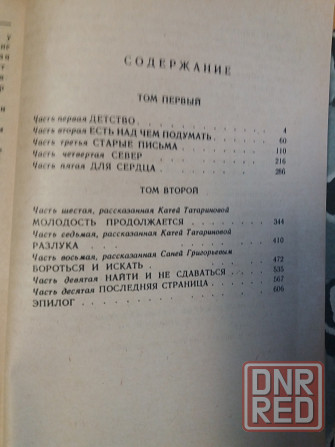 СОДЕРЖАНИЕ
ТОМ ПЕРВЫЙ
Часть первая ДЕТСТВО . . . . . . . . . 4
Часть вторая ЕСТЬ НАД ЧЕМ ПОДУМАТЬ . . 60
Часть третья СТАРЫЕ ПИСЬМА . . . . . . 110
Часть четвертая СЕВЕР . . . . . . . . 216
Часть пятая ДЛЯ СЕРДЦА . . . . . . . . 286
ТОМ ВТОРОЙ
Часть шестая, рассказанная Катей Татариновой
МОЛОДОСТЬ ПРОДОЛЖАЕТСЯ . . . . . . . 344
Часть седьмая, рассказанная Катей Татариновой
РАЗЛУКА . . . . . . . . . . . . . . . 410
Часть восьмая, рассказанная Саней Григорьевым
БОРОТЬСЯ И ИСКАТЬ . . . . . . . . . . 472
Часть девятая НАЙТИ И НЕ СДАВАТЬСЯ . . 535
Часть десятая ПОСЛЕДНЯЯ СТРАНИЦА . . . 667
ЭПИЛОГ . . . . . . . . . . . . . . . 606
DNR
RED